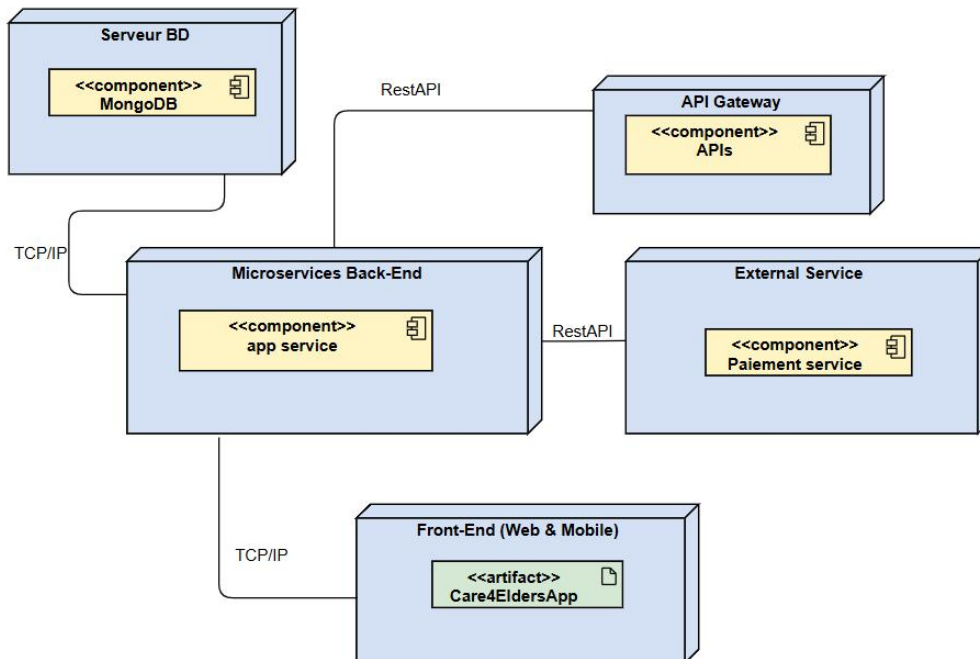 Serveur BD
<<component>>
MongoDB
RestAPI
API Gateway
<<component>>
APIs
TCP/IP
Microservices Back-End
<<component>>
app service
RestAPI
External Service
<<component>>
Paiement service
TCP/IP
Front-End (Web & Mobile)
<<artifact>>
Care4EldersApp